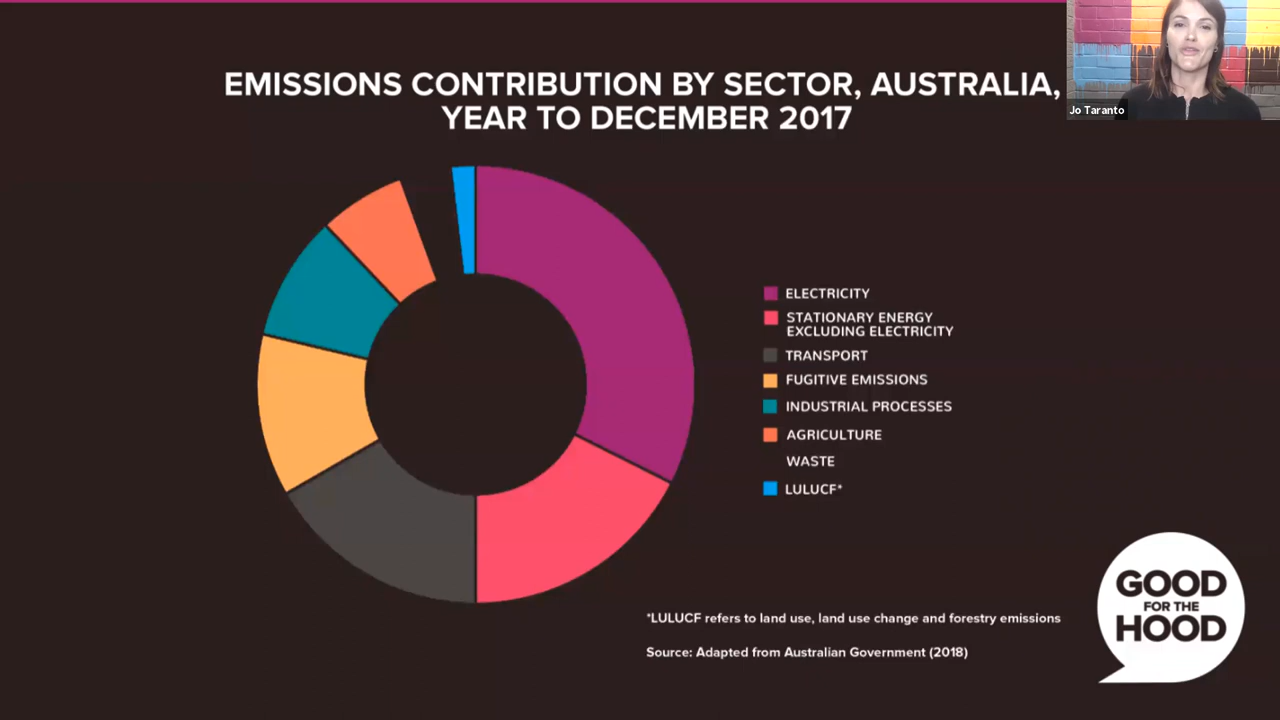 EMISSIONS CONTRIBUTION BY SECTOR, AUSTRALIA,
YEAR TO DECEMBER 2017
Jo Taranto
ELECTRICITY
STATIONARY ENERGY
EXCLUDING ELECTRICITY
TRANSPORT
FUGITIVE EMISSIONS
INDUSTRIAL PROCESSES
AGRICULTURE
WASTE
LULUCF*
*LULUCF refers to land use, land use change and forestry emissions
Source: Adapted from Australian Government (2018)
GOOD
FOR THE
HOOD